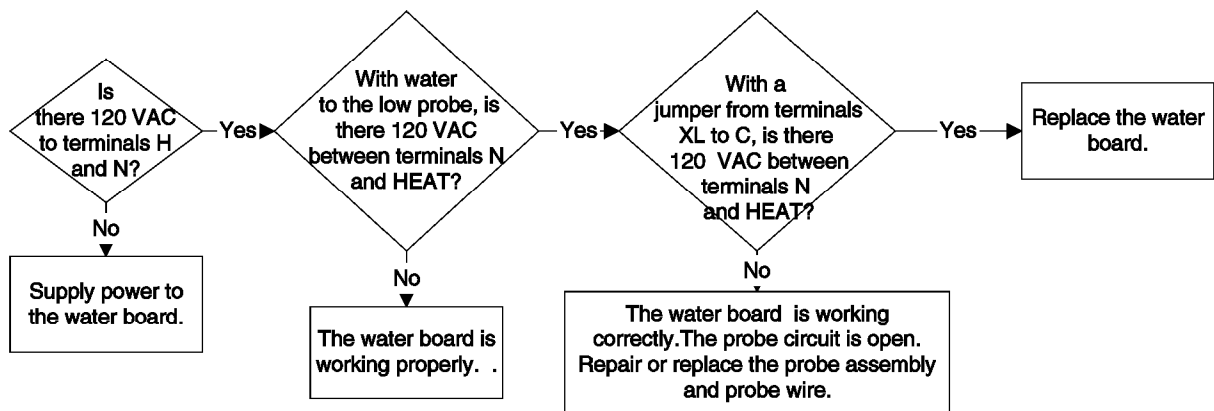 Is
there 120 VAC
to terminals H
and N?
Yes
No
Supply power to
the water board.
With water
to the low probe, is
there 120 VAC
between terminals N
and HEAT?
Yes
No
The water board is
working properly. .
With a
jumper from terminals
XL to C, is there
120 VAC between
terminals N
and HEAT?
Yes
No
The water board is working
correctly.The probe circuit is open.
Repair or replace the probe assembly
and probe wire.
Replace the water
board.